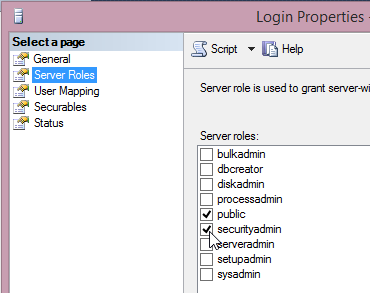 Login Properties -
Select a page
General
Server Roles
User Mapping
Securables
Status
Script
Help
Server role is used to grant server-wi
Server roles:
bulkadmin
dbcreator
diskadmin
processadmin
public
securityadmin
serveradmin
setupadmin
sysadmin